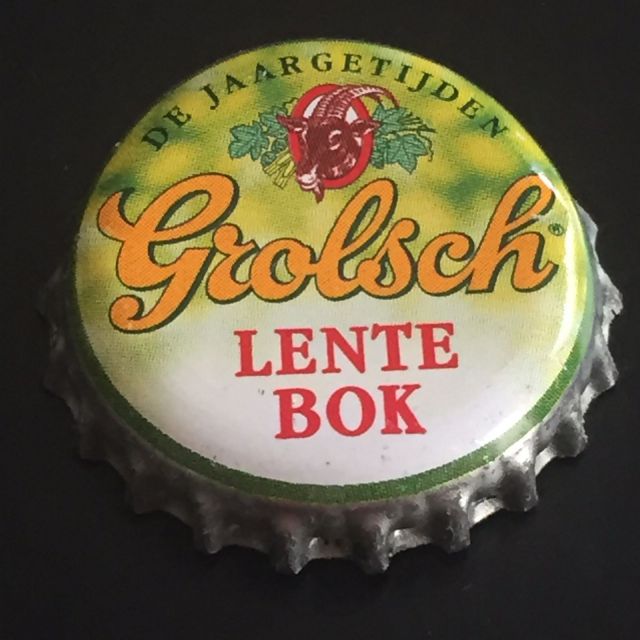 DE JAARGETIJDEN
Grolsch®
LENTE
BOK